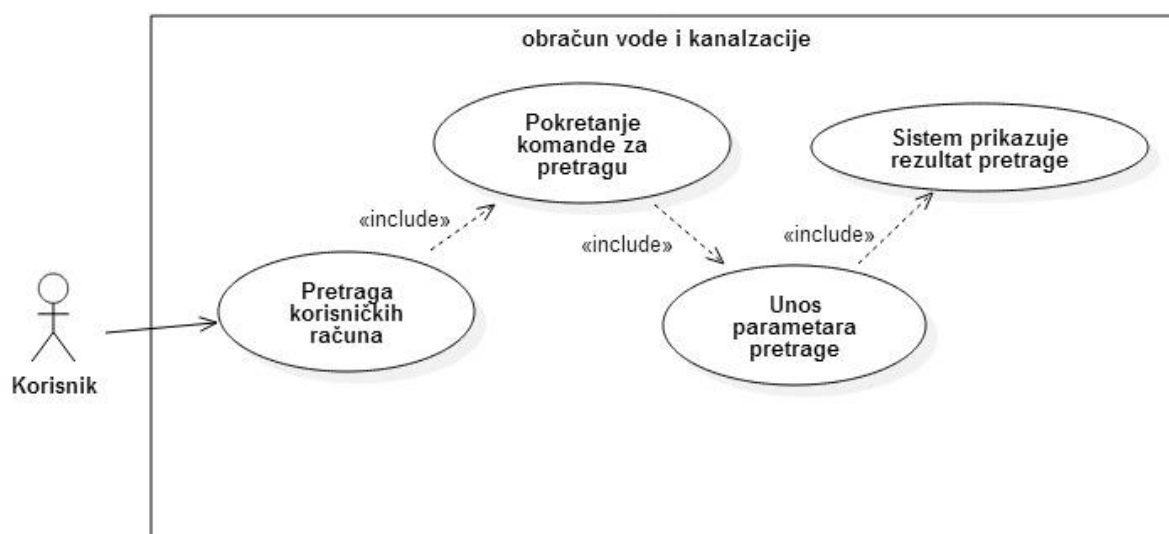 obračun vode i kanalzacije
Pokretanje
komande za
pretragu
Sistem prikazuje
rezultat pretrage
«include»
«include»
«include»
Pretraga
korisničkih
računa
Unos
parametara
pretrage
Korisnik